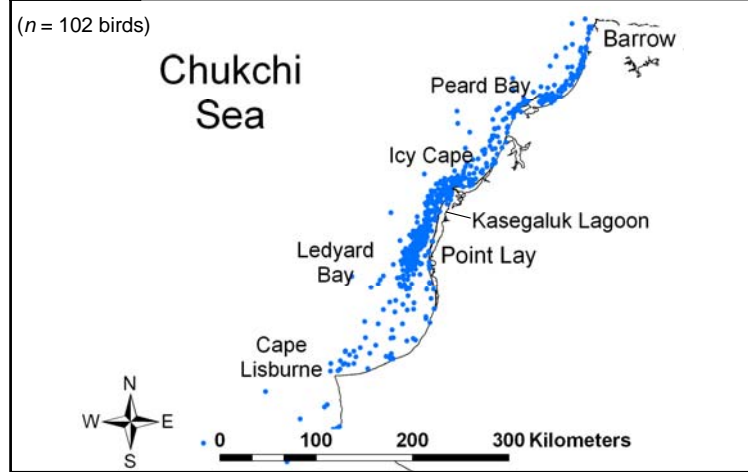 (n = 102 birds)
Chukchi
Sea
Barrow
Peard Bay
Icy Cape
Kasegaluk Lagoon
Ledyard
Bay
Point Lay
Cape
Lisburne
N
W
E
S
0
100
200
300 Kilometers